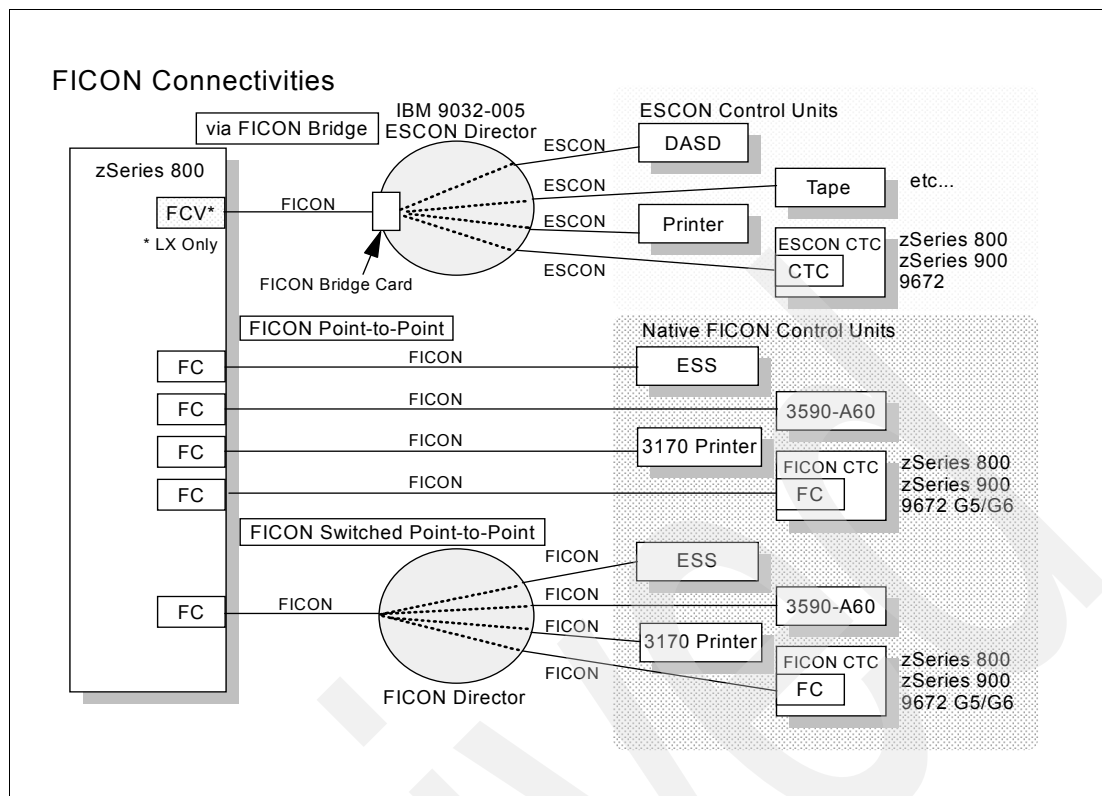 FICON Connectivities
via FICON Bridge
IBM 9032-005
ESCON Director
ESCON Control Units
zSeries 800
FCV*
* LX Only
FICON
FICON Bridge Card
ESCON
DASD
ESCON
Tape
etc...
ESCON
Printer
ESCON
ESCON CTC
CTC
zSeries 800
zSeries 900
9672
FICON Point-to-Point
Native FICON Control Units
FC
FICON
ESS
FC
FICON
3590-A60
FC
FICON
3170 Printer
FC
FICON
FICON CTC
FC
zSeries 800
zSeries 900
9672 G5/G6
FICON Switched Point-to-Point
FC
FICON
FICON Director
FICON
ESS
FICON
3590-A60
FICON
3170 Printer
FICON
FICON CTC
FC
zSeries 800
zSeries 900
9672 G5/G6